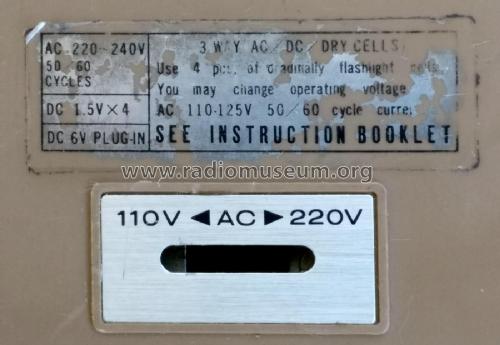 AC 220~240V
50/60
CYCLES
DC 1.5V×4
DC 6V PLUG-IN
3 WAY AC/DC/DRY CELLS
Use 4 pcs. of oradinally flashlight cells
You may change operating voltage
AC 110-125V 50/60 cycle curren
SEE INSTRUCTION BOOKLET
www.radiomuseum.org
110V ◄ AC ► 220V